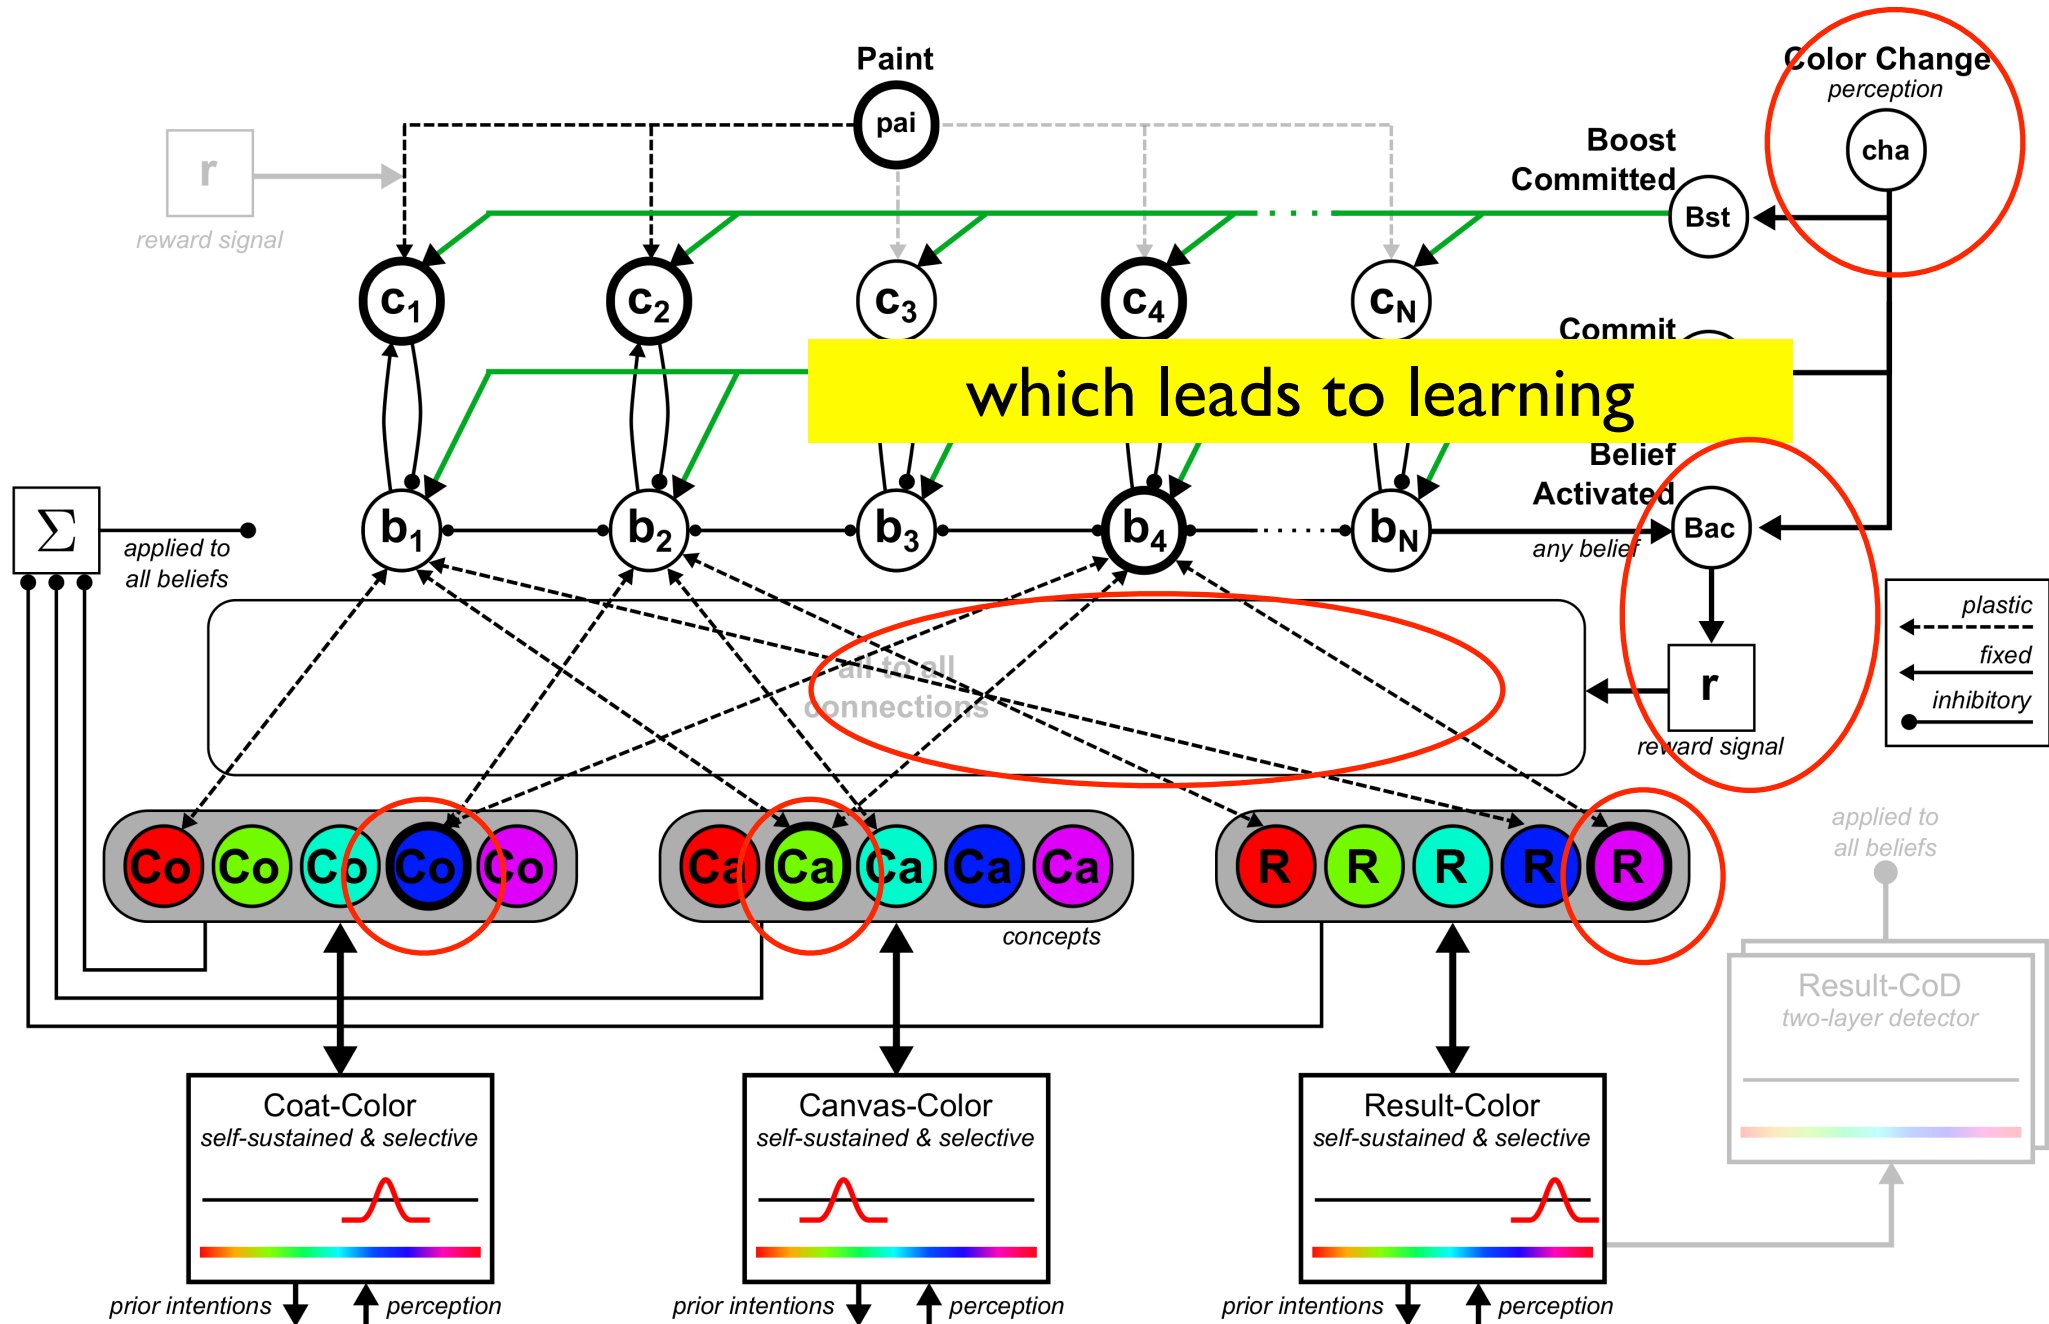 Paint
pai
Color Change
perception
cha
Boost
Committed
Bst
r
reward signal
c1
c2
c3
c4
cN
Commit
which leads to learning
Belief
Activated
Σ
applied to
all beliefs
b1
b2
b3
b4
bN
any belief
Bac
plastic
fixed
inhibitory
all to all
connections
r
reward signal
Co Co Co Co Co
Ca Ca Ca Ca Ca
R R R R R
concepts
applied to
all beliefs
Result-CoD
two-layer detector
Coat-Color
self-sustained & selective
Canvas-Color
self-sustained & selective
Result-Color
self-sustained & selective
prior intentions
perception
prior intentions
perception
prior intentions
perception